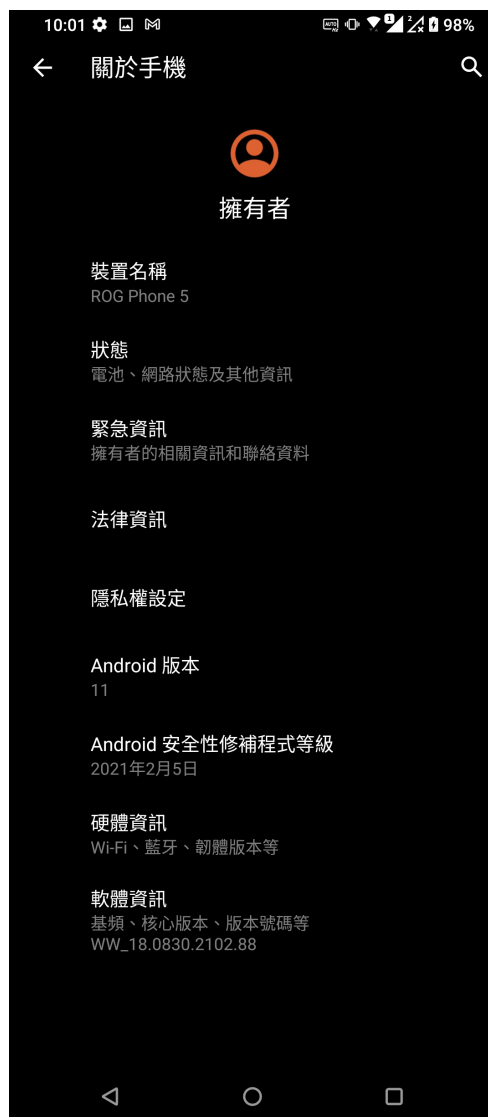 10:01 98%
關於手機
擁有者
裝置名稱
ROG Phone 5
狀態
電池、網路狀態及其他資訊
緊急資訊
擁有者的相關資訊和聯絡資料
法律資訊
隱私權設定
Android 版本
11
Android 安全性修補程式等級
2021年2月5日
硬體資訊
Wi-Fi、藍牙、韌體版本等
軟體資訊
基頻、核心版本、版本號碼等
WW_18.0830.2102.88